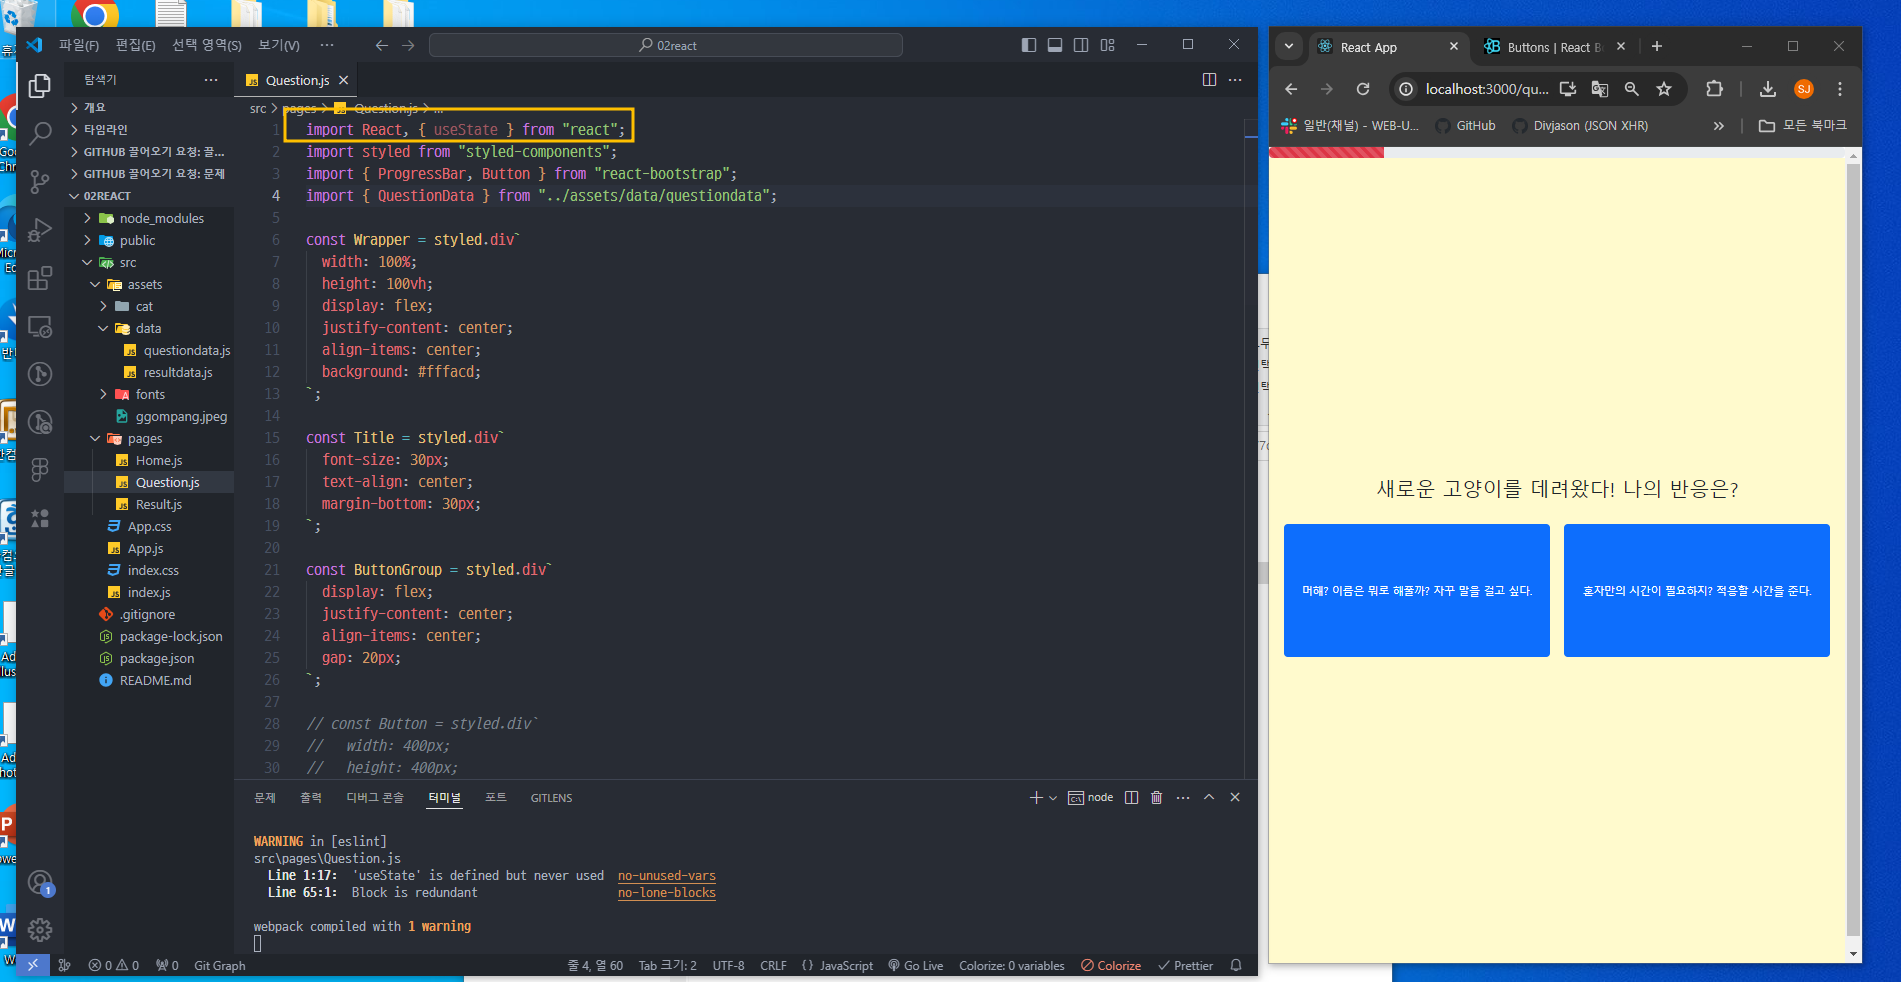 파일(F) 편집(E) 선택 영역(S) 보기(V) ··· 02react
탐색기 ···
Question.js
개요
타임라인
GITHUB 끌어오기 요청: 끌...
GITHUB 끌어오기 요청: 문제
02REACT
node_modules
public
src
assets
cat
data
questiondata.js
resultdata.js
fonts
ggompang.jpeg
pages
Home.js
Question.js
Result.js
App.css
App.js
index.css
index.js
.gitignore
package-lock.json
package.json
README.md
src > pages > Question.js > ...
1 import React, { useState } from "react";
2 import styled from "styled-components";
3 import { ProgressBar, Button } from "react-bootstrap";
4 import { QuestionData } from "../assets/data/questiondata";
5
6 const Wrapper = styled.div`
7 width: 100%;
8 height: 100vh;
9 display: flex;
10 justify-content: center;
11 align-items: center;
12 background: #fffacd;
13 `;
14
15 const Title = styled.div`
16 font-size: 30px;
17 text-align: center;
18 margin-bottom: 30px;
19 `;
20
21 const ButtonGroup = styled.div`
22 display: flex;
23 justify-content: center;
24 align-items: center;
25 gap: 20px;
26 `;
27
28 // const Button = styled.div`
29 //   width: 400px;
30 //   height: 400px;
문제 출력 디버그 콘솔 터미널 포트 GITLENS
node
WARNING in [eslint]
src\pages\Question.js
Line 1:17: 'useState' is defined but never used no-unused-vars
Line 65:1: Block is redundant no-lone-blocks
webpack compiled with 1 warning
0 0 0 Git Graph
줄 4, 열 60 Tab 크기: 2 UTF-8 CRLF {} JavaScript Go Live Colorize: 0 variables Colorize Prettier
1
React App
Buttons | React B
localhost:3000/qu...
SJ
일반(채널) - WEB-U... GitHub Divjason (JSON XHR) » 모든 북마크
새로운 고양이를 데려왔다! 나의 반응은?
머해? 이름은 뭐로 해줄까? 자꾸 말을 걸고 싶다.
혼자만의 시간이 필요하지? 적응할 시간을 준다.